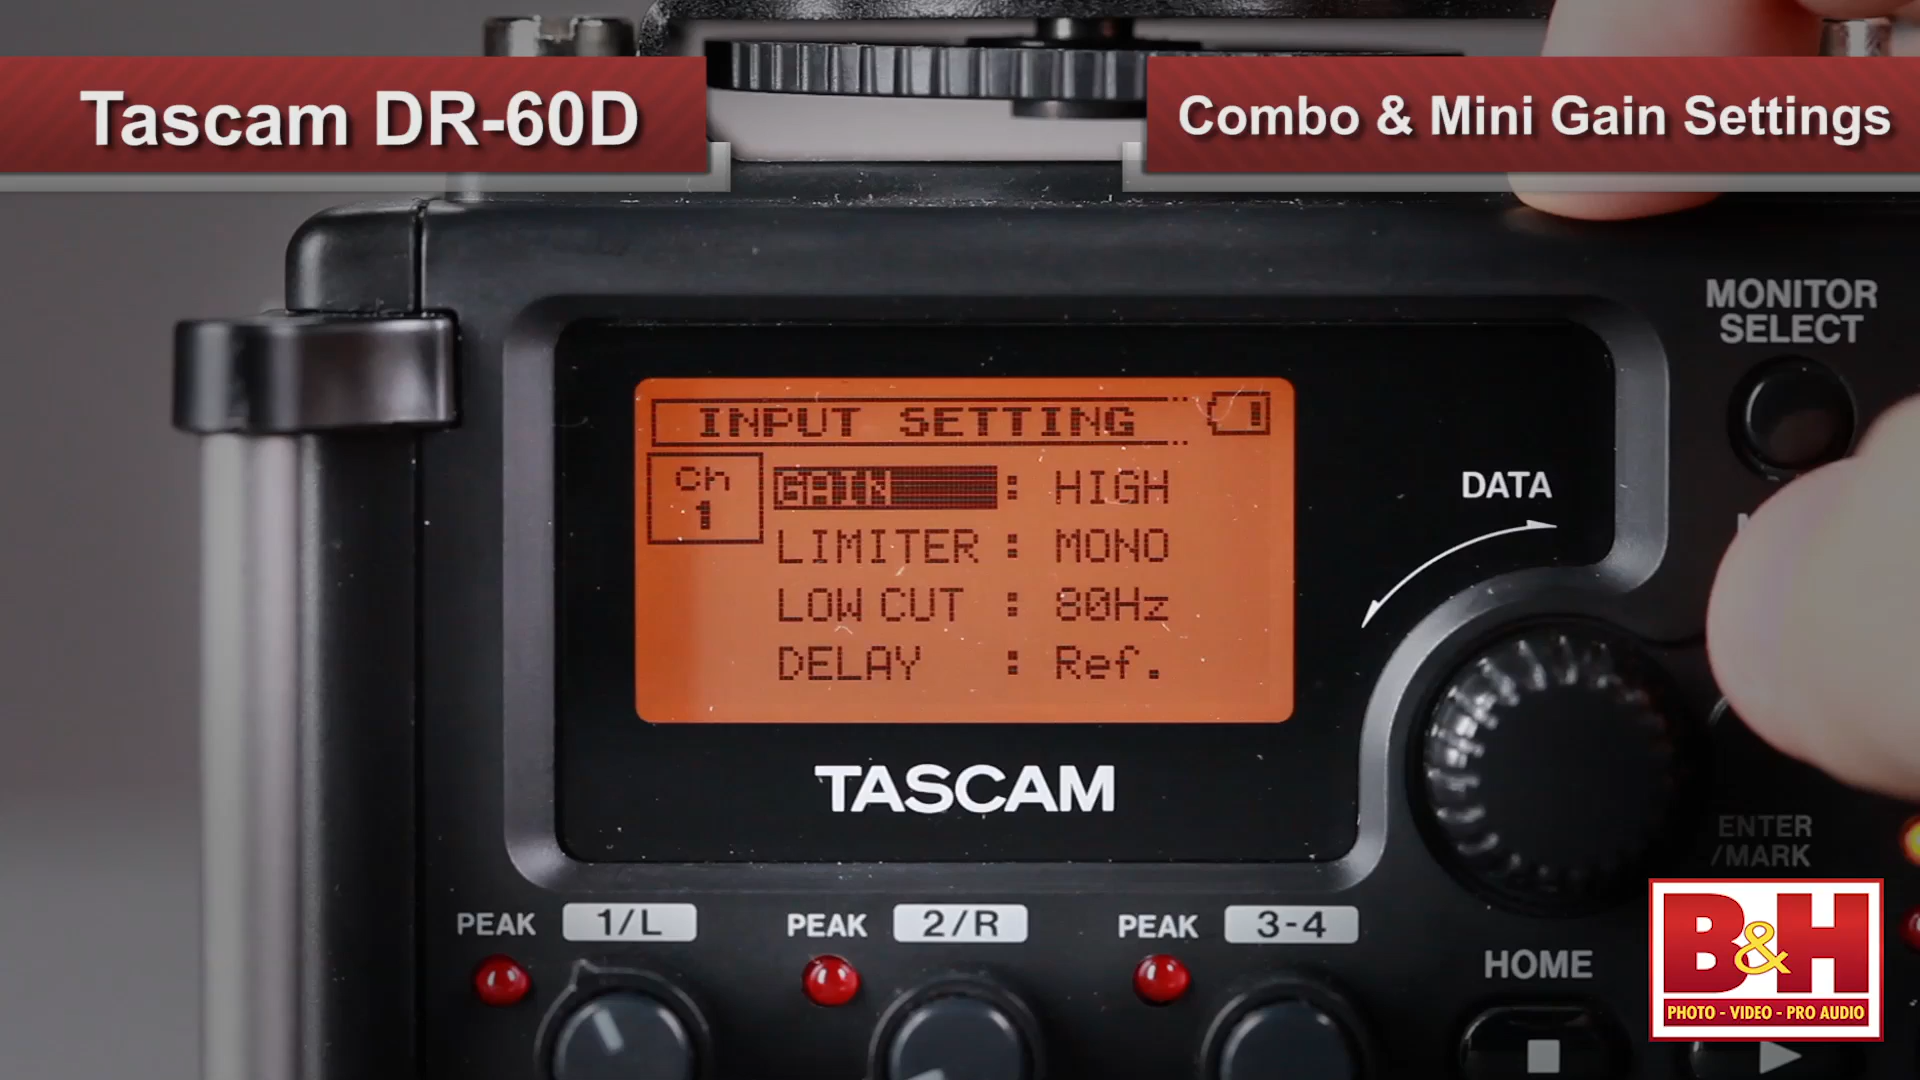 Tascam DR-60D
Combo & Mini Gain Settings
MONITOR
SELECT
INPUT SETTING
Ch
1
GAIN : HIGH
LIMITER : MONO
LOW CUT : 80Hz
DELAY : Ref.
DATA
TASCAM
ENTER
/MARK
PEAK 1/L
PEAK 2/R
PEAK 3-4
HOME
B&H
PHOTO - VIDEO - PRO AUDIO